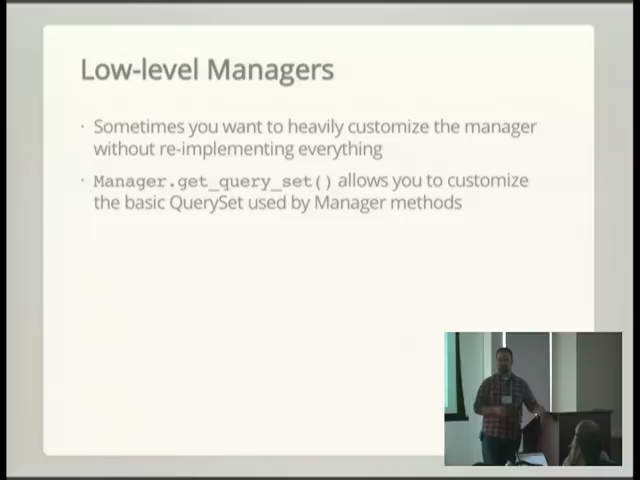 Low-level Managers
· Sometimes you want to heavily customize the manager
without re-implementing everything
· Manager.get_query_set() allows you to customize
the basic QuerySet used by Manager methods